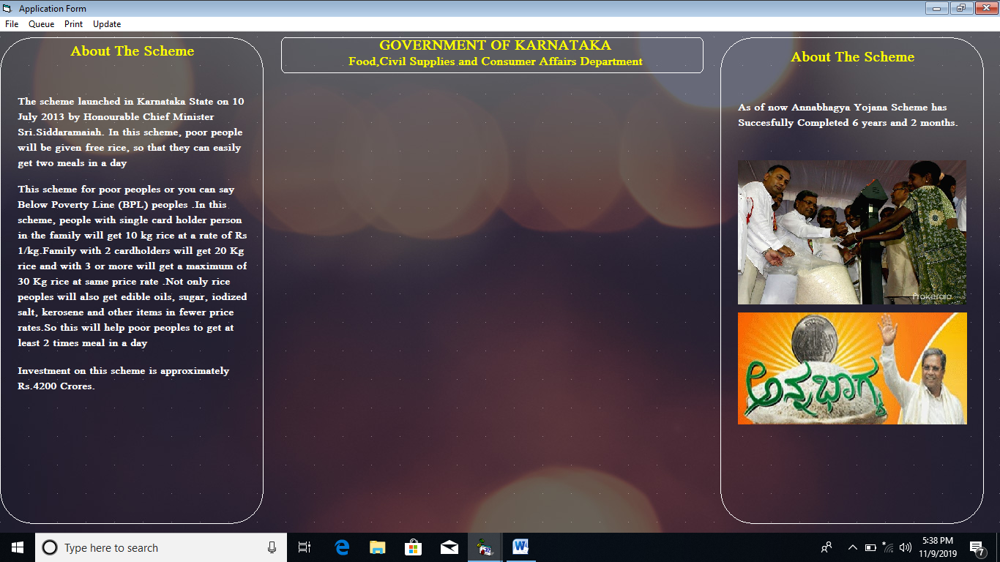 Application Form
File Queue Print Update
About The Scheme
The scheme launched in Karnataka State on 10
July 2013 by Honourable Chief Minister
Sri.Siddaramaiah. In this scheme, poor people
will be given free rice, so that they can easily
get two meals in a day
This scheme for poor peoples or you can say
Below Poverty Line (BPL) peoples .In this
scheme, people with single card holder person
in the family will get 10 kg rice at a rate of Rs
1/kg.Family with 2 cardholders will get 20 Kg
rice and with 3 or more will get a maximum of
30 Kg rice at same price rate .Not only rice
peoples will also get edible oils, sugar, iodized
salt, kerosene and other items in fewer price
rates.So this will help poor peoples to get at
least 2 times meal in a day
Investment on this scheme is approximately
Rs.4200 Crores.
GOVERNMENT OF KARNATAKA
Food,Civil Supplies and Consumer Affairs Department
About The Scheme
As of now Annabhagya Yojana Scheme has
Succesfully Completed 6 years and 2 months.
Prokerala
ಅನ್ನಭಾಗ್ಯ
Type here to search
5:38 PM
11/9/2019
7